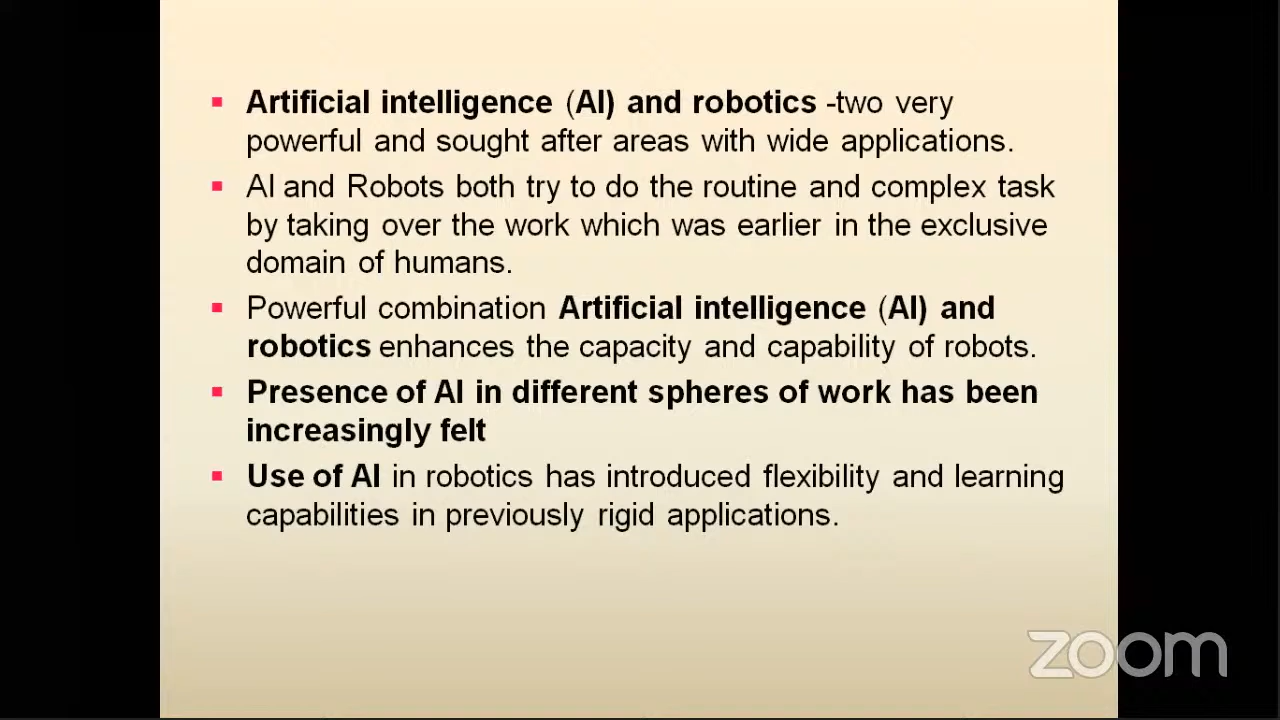 Artificial intelligence (AI) and robotics -two very
powerful and sought after areas with wide applications.
AI and Robots both try to do the routine and complex task
by taking over the work which was earlier in the exclusive
domain of humans.
Powerful combination Artificial intelligence (AI) and
robotics enhances the capacity and capability of robots.
Presence of AI in different spheres of work has been
increasingly felt
Use of AI in robotics has introduced flexibility and learning
capabilities in previously rigid applications.
zoom